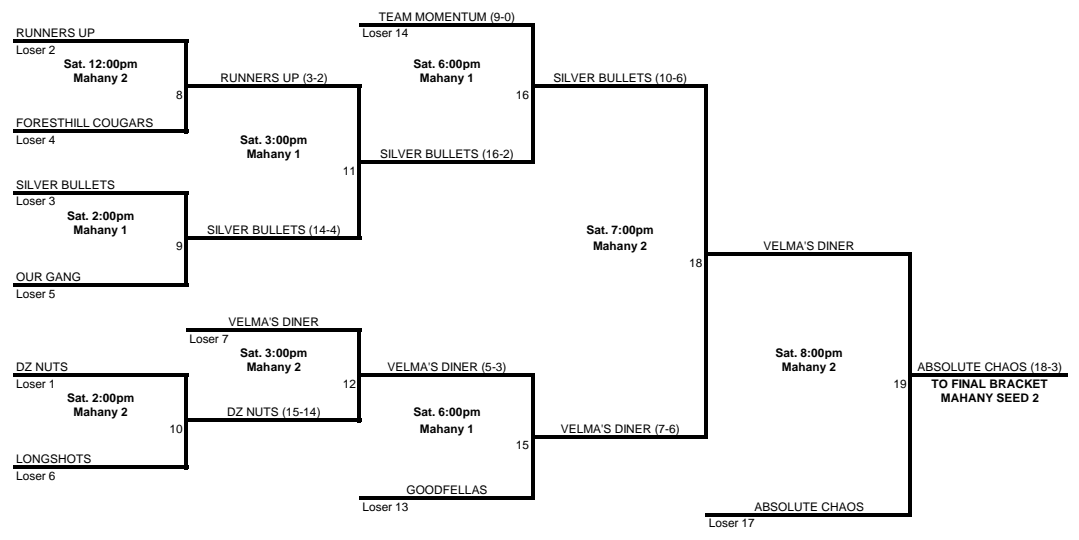 TEAM MOMENTUM (9-0)
Loser 14
RUNNERS UP
Loser 2
Sat. 12:00pm
Mahany 2
8
FORESTHILL COUGARS
Loser 4
RUNNERS UP (3-2)
Sat. 3:00pm
Mahany 1
11
Sat. 6:00pm
Mahany 1
16
SILVER BULLETS (10-6)
SILVER BULLETS (16-2)
SILVER BULLETS
Loser 3
Sat. 2:00pm
Mahany 1
9
SILVER BULLETS (14-4)
OUR GANG
Loser 5
Sat. 7:00pm
Mahany 2
18
VELMA'S DINER
VELMA'S DINER
Loser 7
Sat. 3:00pm
Mahany 2
12
DZ NUTS
Loser 1
Sat. 2:00pm
Mahany 2
10
DZ NUTS (15-14)
LONGSHOTS
Loser 6
VELMA'S DINER (5-3)
Sat. 6:00pm
Mahany 1
15
VELMA'S DINER (7-6)
GOODFELLAS
Loser 13
Sat. 8:00pm
Mahany 2
19
ABSOLUTE CHAOS (18-3)
TO FINAL BRACKET
MAHANY SEED 2
ABSOLUTE CHAOS
Loser 17